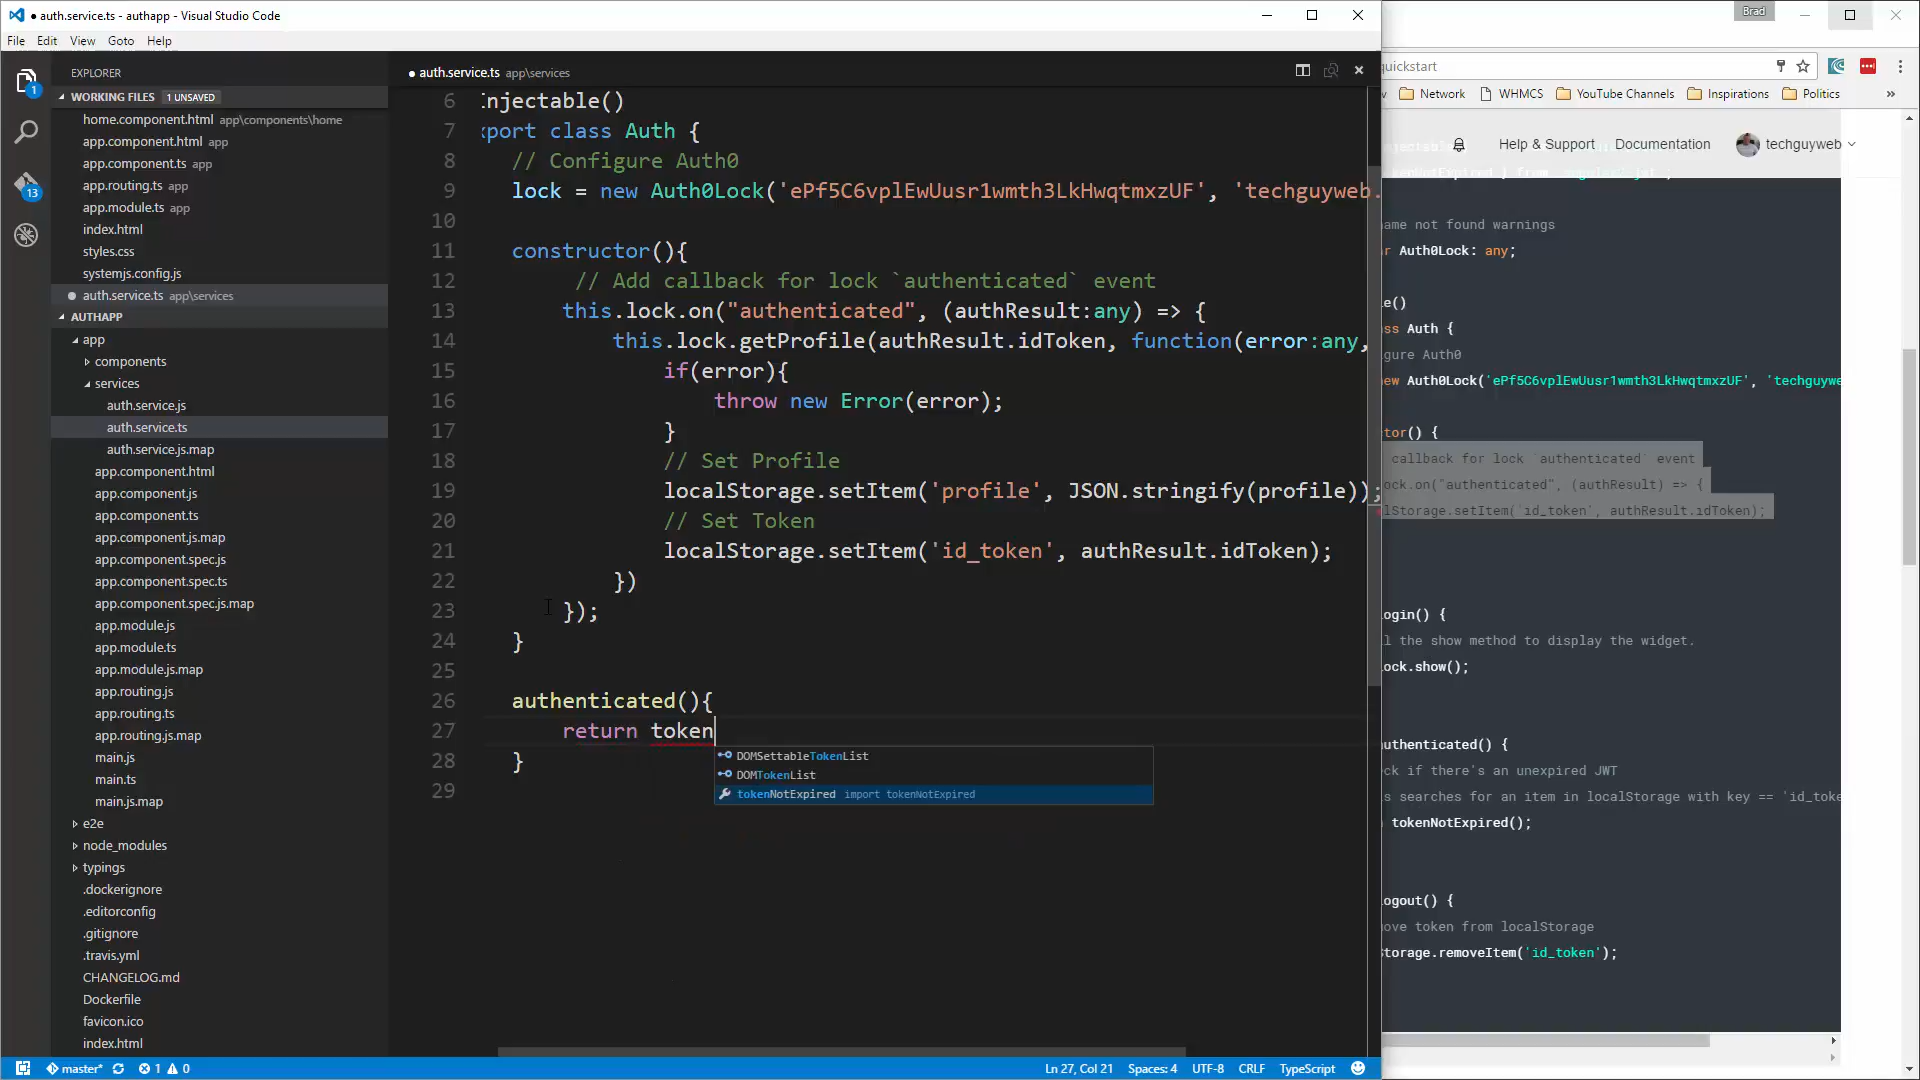 auth.service.ts - authapp - Visual Studio Code
File Edit View Goto Help
EXPLORER
WORKING FILES 1 UNSAVED
home.component.html app\components\home
app.component.html app
app.component.ts app
app.routing.ts app
app.module.ts app
index.html
styles.css
systemjs.config.js
auth.service.ts app\services
AUTHAPP
app
components
services
auth.service.js
auth.service.ts
auth.service.js.map
app.component.html
app.component.js
app.component.ts
app.component.js.map
app.component.spec.js
app.component.spec.ts
app.component.spec.js.map
app.module.js
app.module.ts
app.module.js.map
app.routing.js
app.routing.ts
app.routing.js.map
main.js
main.ts
main.js.map
e2e
node_modules
typings
.dockerignore
.editorconfig
.gitignore
.travis.yml
CHANGELOG.md
Dockerfile
favicon.ico
index.html
1
13
auth.service.ts app\services
6 Injectable()
7 xport class Auth {
8 // Configure Auth0
9 lock = new Auth0Lock('ePf5C6vplEwUusr1wmth3LkHwqtmxzUF', 'techguyweb.
10
11 constructor(){
12 // Add callback for lock `authenticated` event
13 this.lock.on("authenticated", (authResult:any) => {
14 this.lock.getProfile(authResult.idToken, function(error:any,
15 if(error){
16 throw new Error(error);
17 }
18 // Set Profile
19 localStorage.setItem('profile', JSON.stringify(profile));
20 // Set Token
21 localStorage.setItem('id_token', authResult.idToken);
22 })
23 });
24 }
25
26 authenticated(){
27 return token
28 }
29
DOMSettableTokenList
DOMTokenList
tokenNotExpired import tokenNotExpired
master* 1 0
Ln 27, Col 21 Spaces: 4 UTF-8 CRLF TypeScript
Brad
quickstart
Network WHMCS YouTube Channels Inspirations Politics »
Help & Support Documentation techguyweb
ame not found warnings
r Auth0Lock: any;
le()
ss Auth {
gure Auth0
new Auth0Lock('ePf5C6vplEwUusr1wmth3LkHwqtmxzUF', 'techguywe
tor() {
callback for lock `authenticated` event
ock.on("authenticated", (authResult) => {
lStorage.setItem('id_token', authResult.idToken);
ogin() {
l the show method to display the widget.
ock.show();
uthenticated() {
ck if there's an unexpired JWT
s searches for an item in localStorage with key == 'id_toke
tokenNotExpired();
ogout() {
ove token from localStorage
Storage.removeItem('id_token');